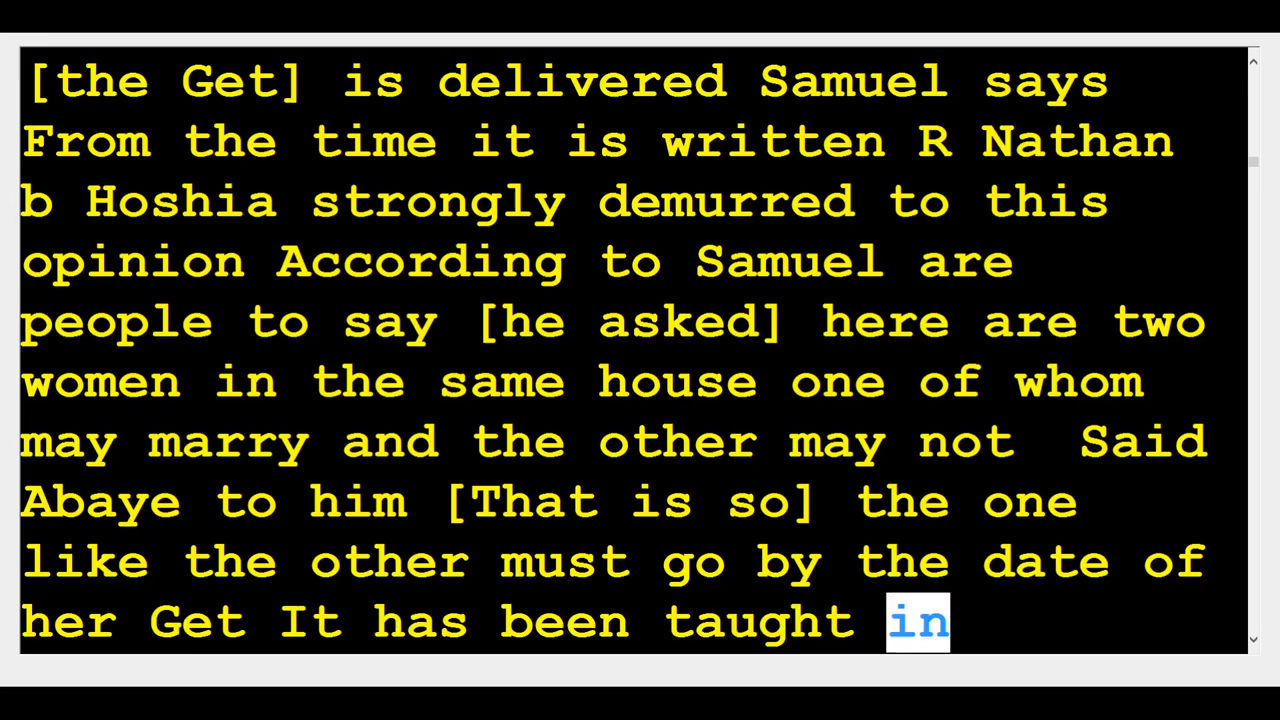 [the Get] is delivered Samuel says
From the time it is written R Nathan
b Hoshia strongly demurred to this
opinion According to Samuel are
people to say [he asked] here are two
women in the same house one of whom
may marry and the other may not  Said
Abaye to him [That is so] the one
like the other must go by the date of
her Get It has been taught in